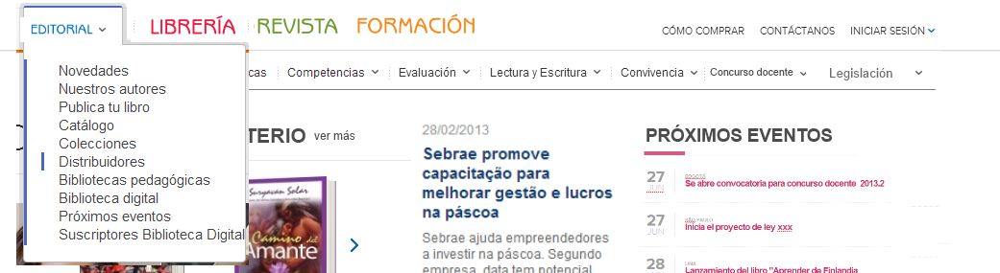 EDITORIAL LIBRERÍA REVISTA FORMACIÓN
CÓMO COMPRAR CONTÁCTANOS INICIAR SESIÓN
Novedades
Nuestros autores
Publica tu libro
Catálogo
Colecciones
Distribuidores
Bibliotecas pedagógicas
Biblioteca digital
Próximos eventos
Suscriptores Biblioteca Digital
cas Competencias Evaluación Lectura y Escritura Convivencia Concurso docente Legislación
TERIO ver más
Suryavan Solar
Camino del
Amante
28/02/2013
Sebrae promove
capacitação para
melhorar gestão e lucros
na páscoa
Sebrae ajuda empreendedores
a investir na páscoa. Segundo
empresa, data tem potencial
PRÓXIMOS EVENTOS
27 JUN
BOGOTÁ
Se abre convocatoria para concurso docente 2013.2
27 JUN
SÃO PAULO
Inicia el proyecto de ley xxx
28
LIMA
Lanzamiento del libro "Aprender de Finlandia